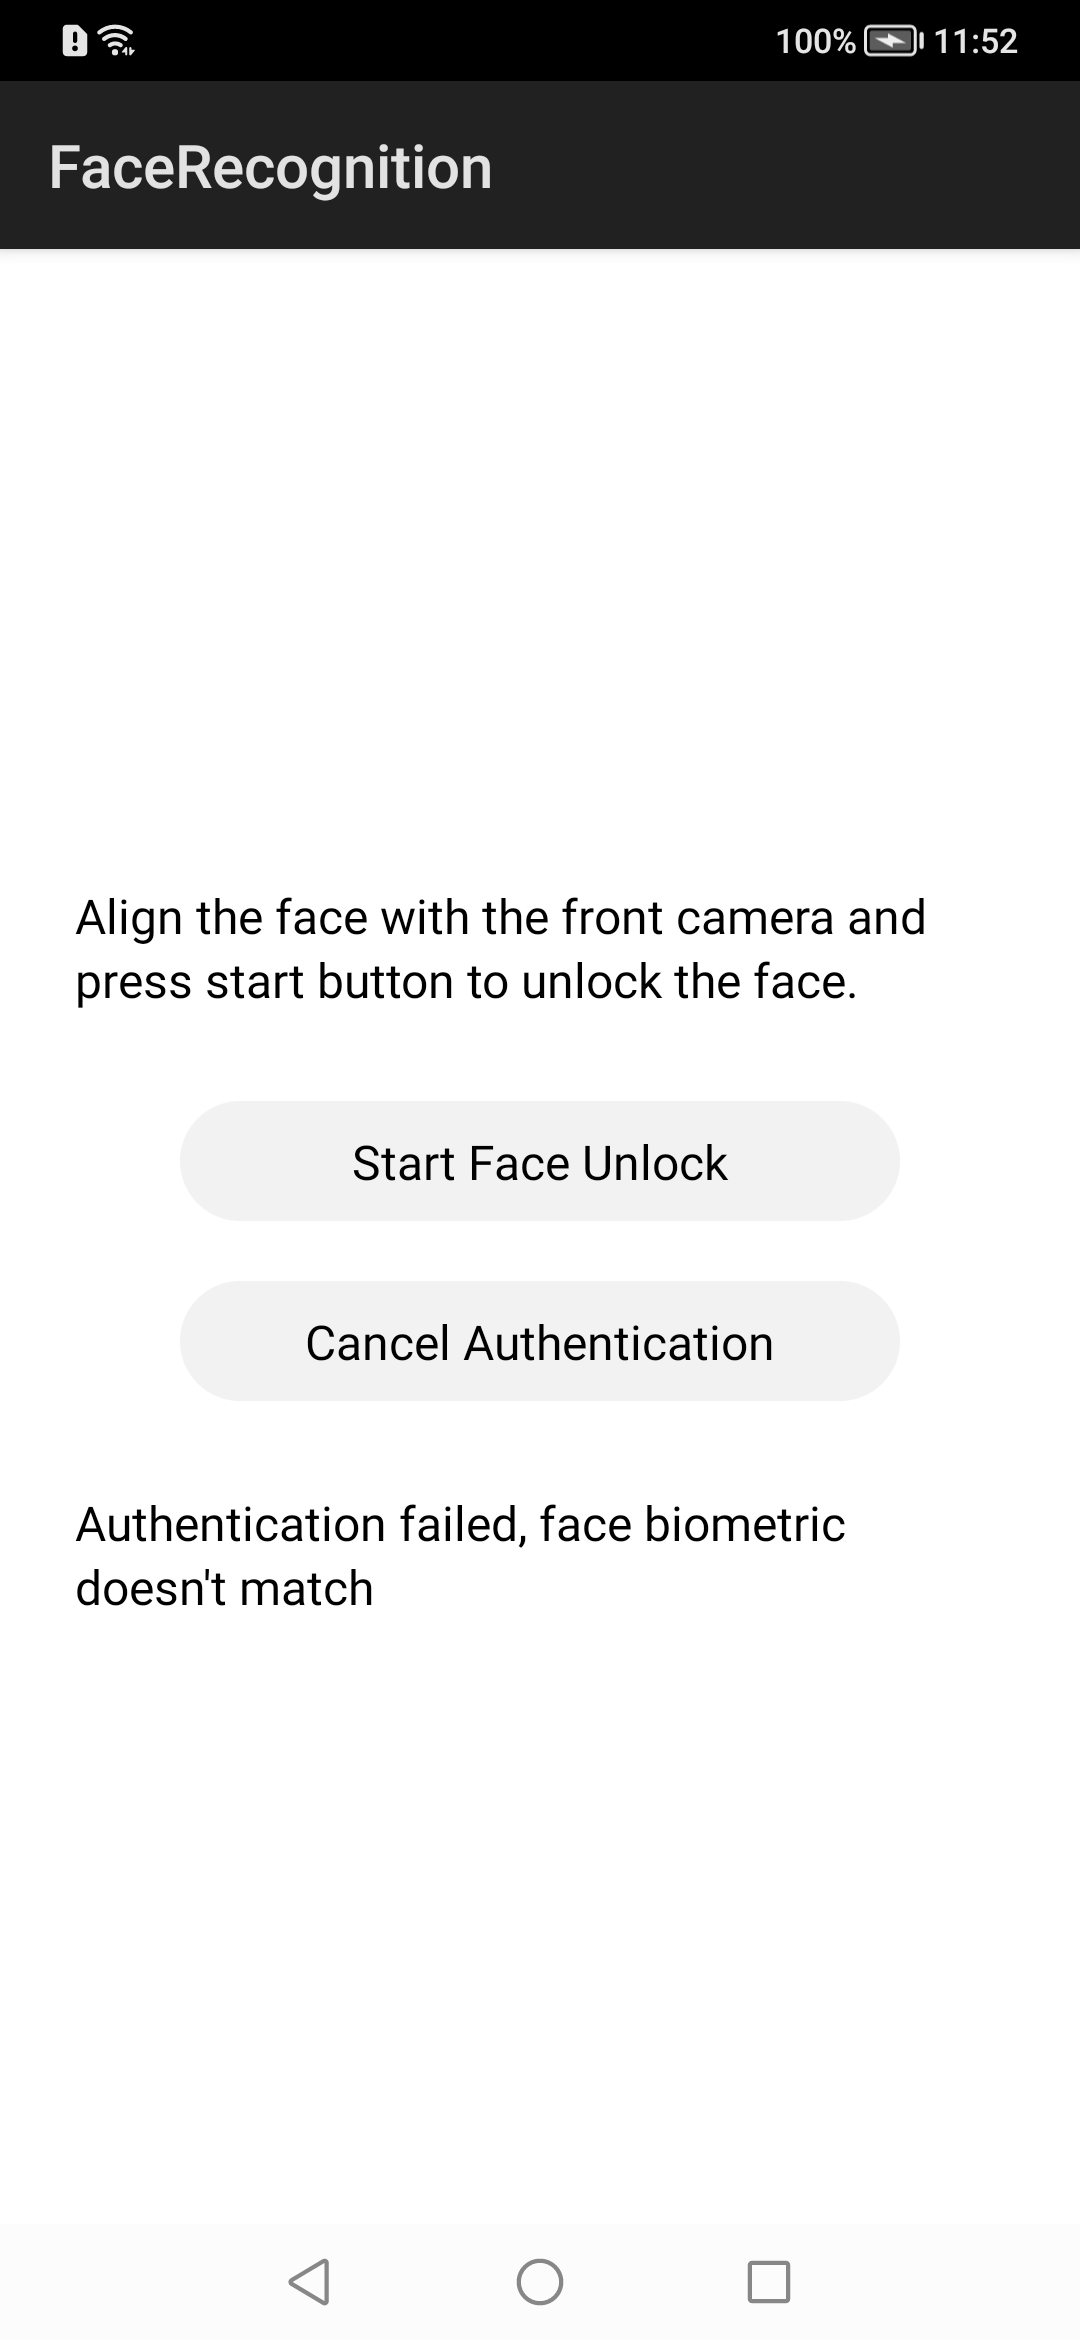 100% 11:52
FaceRecognition
Align the face with the front camera and
press start button to unlock the face.
Start Face Unlock
Cancel Authentication
Authentication failed, face biometric
doesn't match